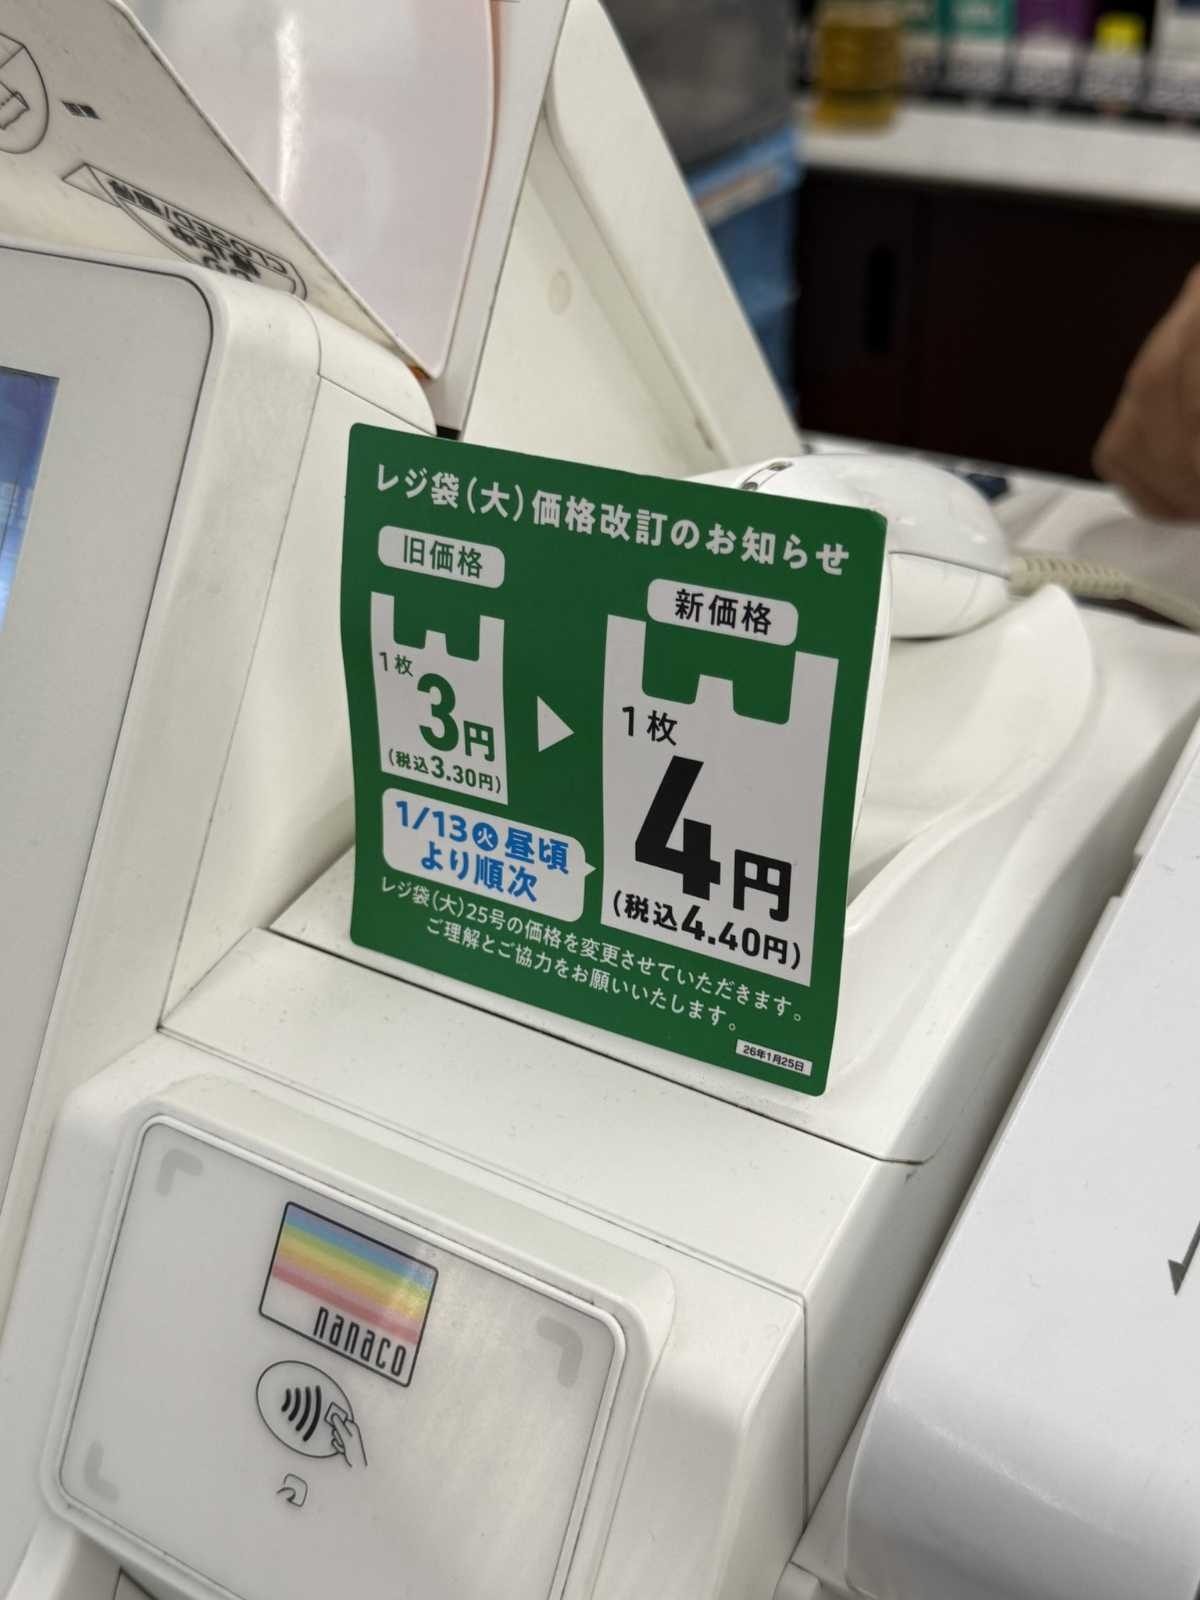 レジ袋(大)価格改訂のお知らせ
旧価格
1枚
3円
(税込3.30円)
新価格
1枚
4円
(税込4.40円)
1/13㊋昼頃
より順次
レジ袋(大)25号の価格を変更させていただきます。
ご理解とご協力をお願いいたします。
26年1月25日
nanaco
CLOSED